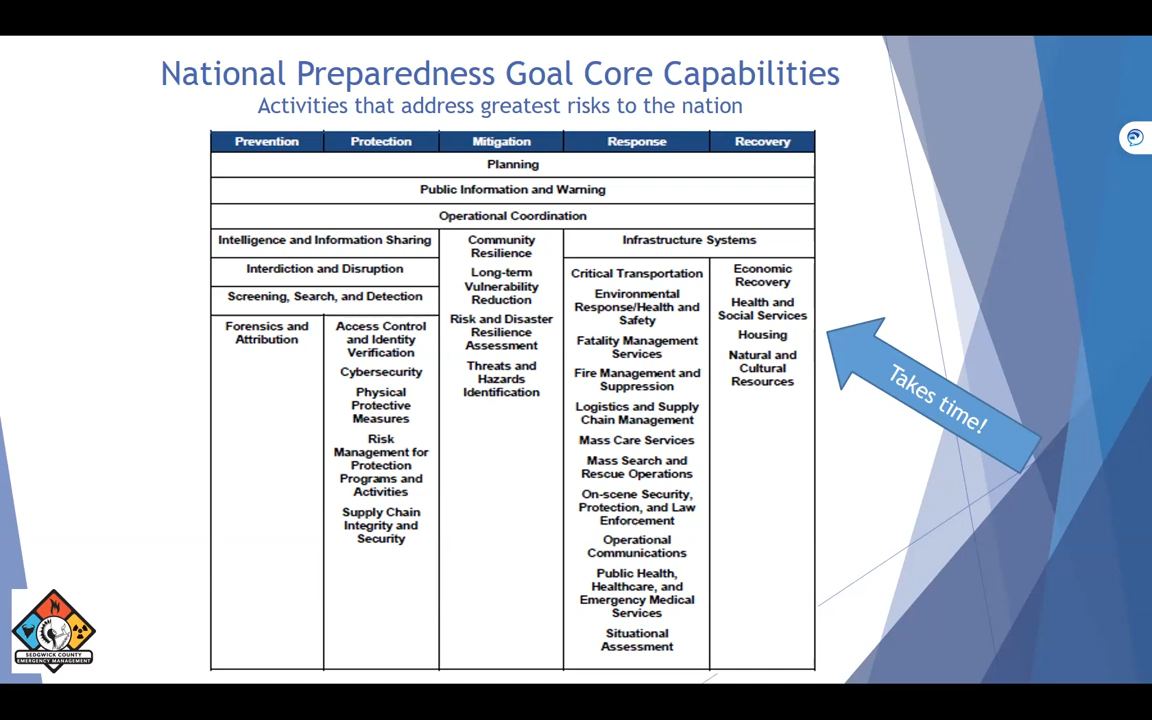 National Preparedness Goal Core Capabilities
Activities that address greatest risks to the nation
Prevention Protection Mitigation Response Recovery
Planning
Public Information and Warning
Operational Coordination
Intelligence and Information Sharing
Interdiction and Disruption
Screening, Search, and Detection
Forensics and
Attribution
Access Control
and Identity
Verification
Cybersecurity
Physical
Protective
Measures
Risk
Management for
Protection
Programs and
Activities
Supply Chain
Integrity and
Security
Community
Resilience
Long-term
Vulnerability
Reduction
Risk and Disaster
Resilience
Assessment
Threats and
Hazards
Identification
Infrastructure Systems
Critical Transportation
Environmental
Response/Health and
Safety
Fatality Management
Services
Fire Management and
Suppression
Logistics and Supply
Chain Management
Mass Care Services
Mass Search and
Rescue Operations
On-scene Security,
Protection, and Law
Enforcement
Operational
Communications
Public Health,
Healthcare, and
Emergency Medical
Services
Situational
Assessment
Economic
Recovery
Health and
Social Services
Housing
Natural and
Cultural
Resources
Takes time!
SEDGWICK COUNTY
EMERGENCY MANAGEMENT